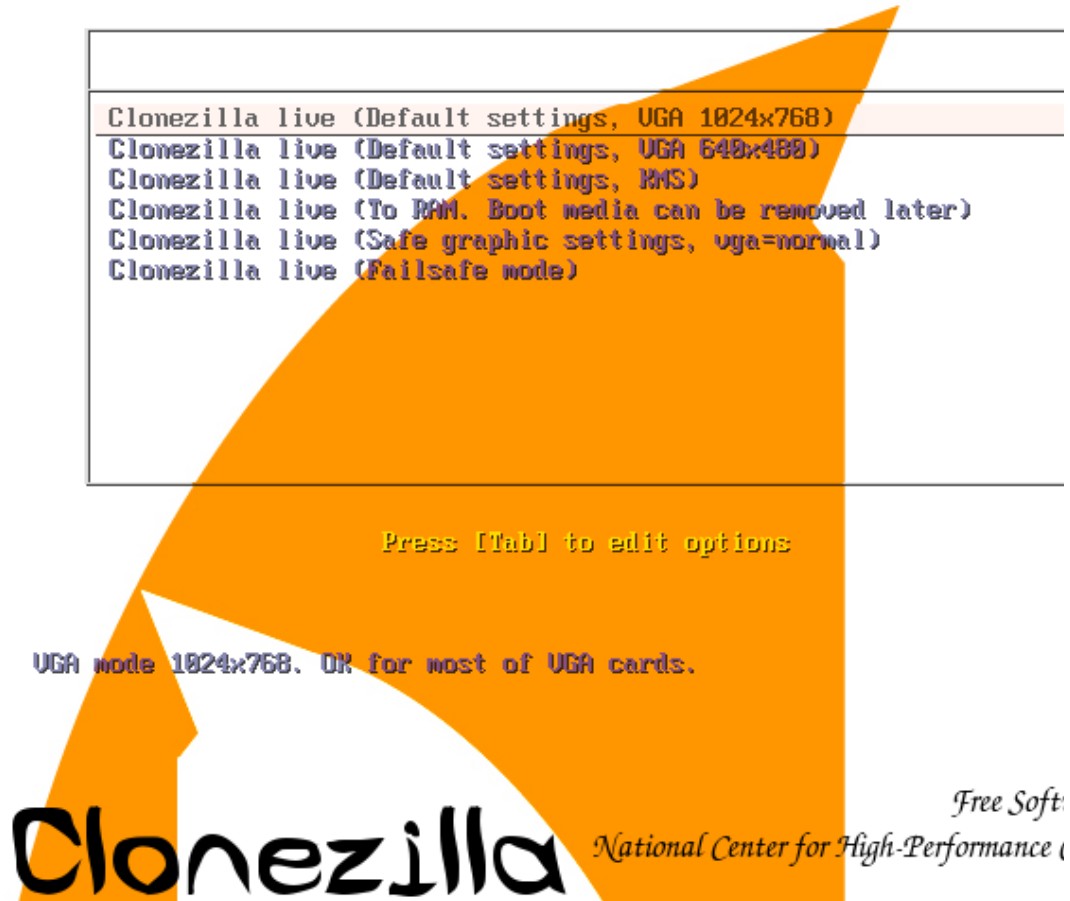 Clonezilla live (Default settings, VGA 1024x768)
Clonezilla live (Default settings, VGA 640x480)
Clonezilla live (Default settings, KMS)
Clonezilla live (To RAM. Boot media can be removed later)
Clonezilla live (Safe graphic settings, vga=normal)
Clonezilla live (Failsafe mode)
Press [Tab] to edit options
VGA mode 1024x768. OK for most of VGA cards.
Free
National Center for High-Performance
Clonezilla